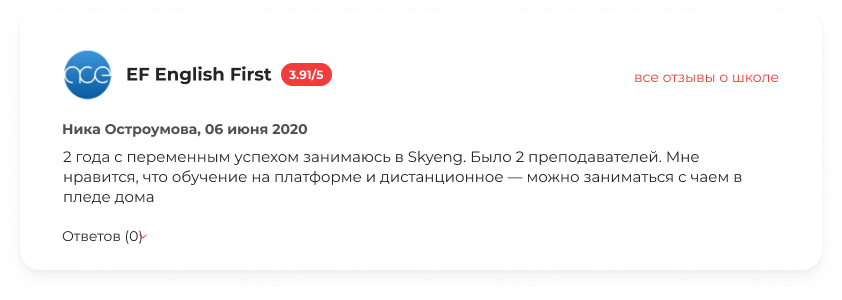 ace
EF English First 3.91/5
все отзывы о школе
Ника Остроумова, 06 июня 2020
2 года с переменным успехом занимаюсь в Skyeng. Было 2 преподавателей. Мне
нравится, что обучение на платформе и дистанционное — можно заниматься с чаем в
пледе дома
Ответов (0)